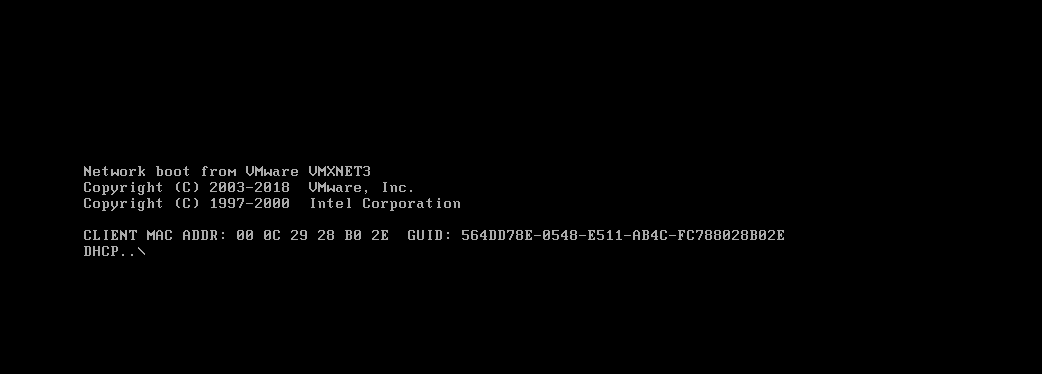 Network boot from VMware VMXNET3
Copyright (C) 2003-2018  VMware, Inc.
Copyright (C) 1997-2000  Intel Corporation
CLIENT MAC ADDR: 00 0C 29 28 B0 2E  GUID: 564DD78E-0548-E511-AB4C-FC788028B02E
DHCP..\